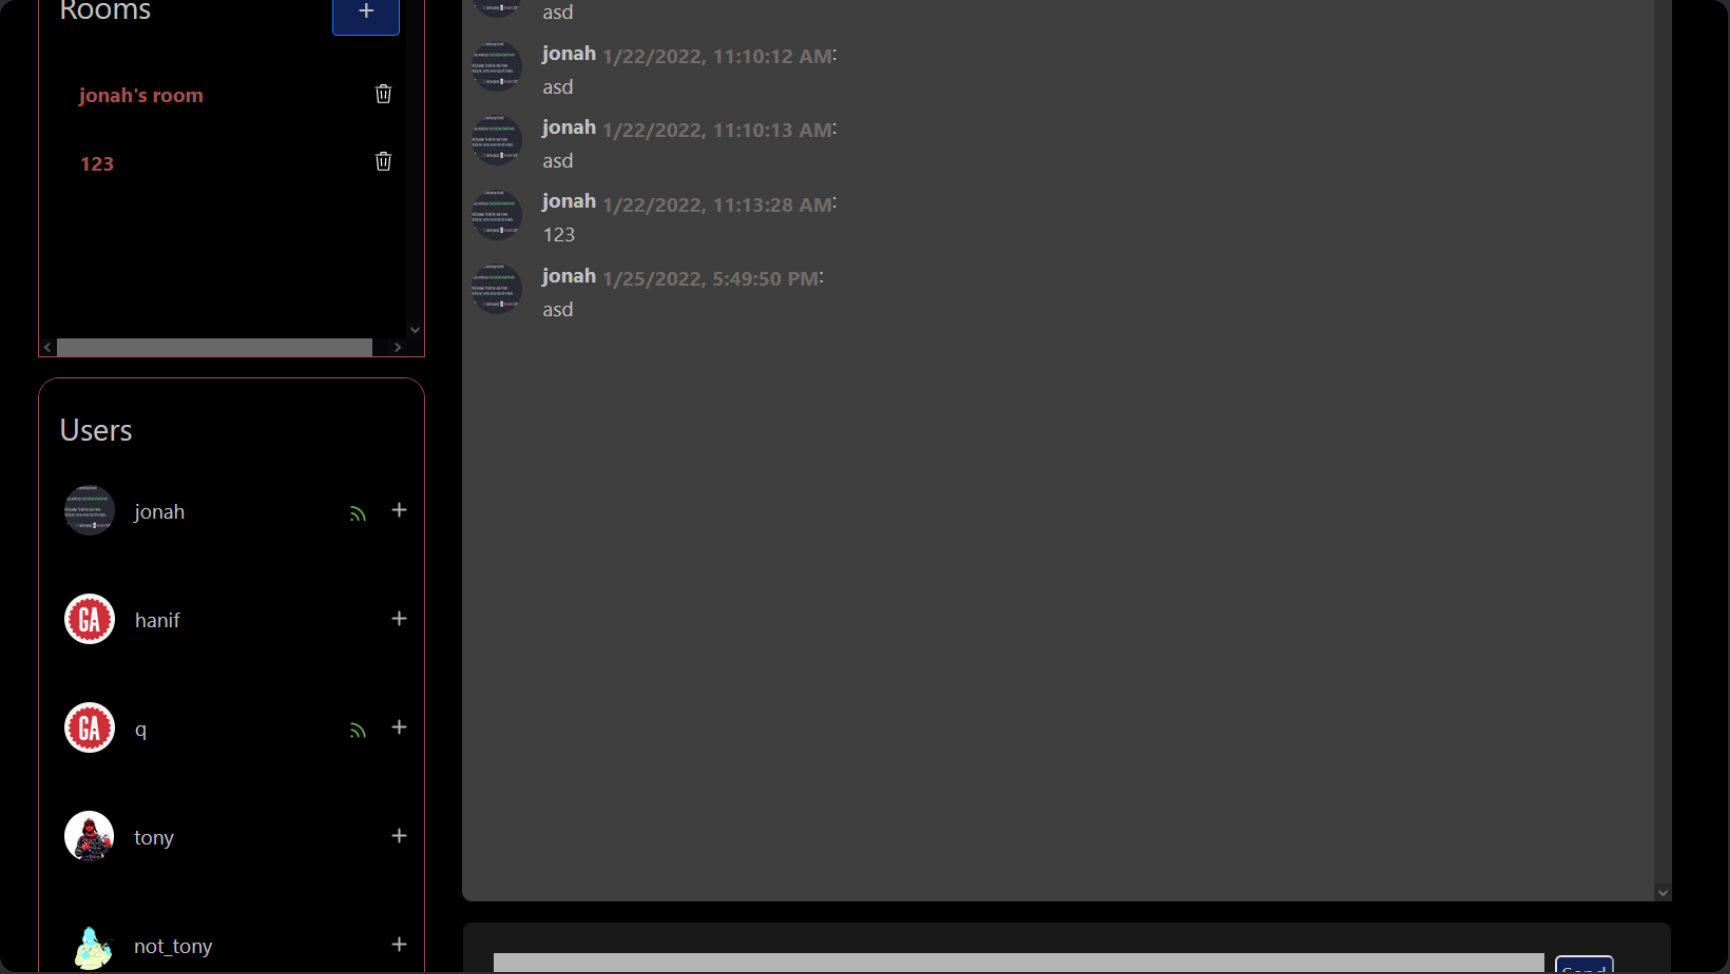 Rooms
+
jonah's room
123
asd
jonah 1/22/2022, 11:10:12 AM:
asd
jonah 1/22/2022, 11:10:13 AM:
asd
jonah 1/22/2022, 11:13:28 AM:
123
jonah 1/25/2022, 5:49:50 PM:
asd
Users
jonah +
GA hanif +
GA q +
tony +
not_tony +
Send